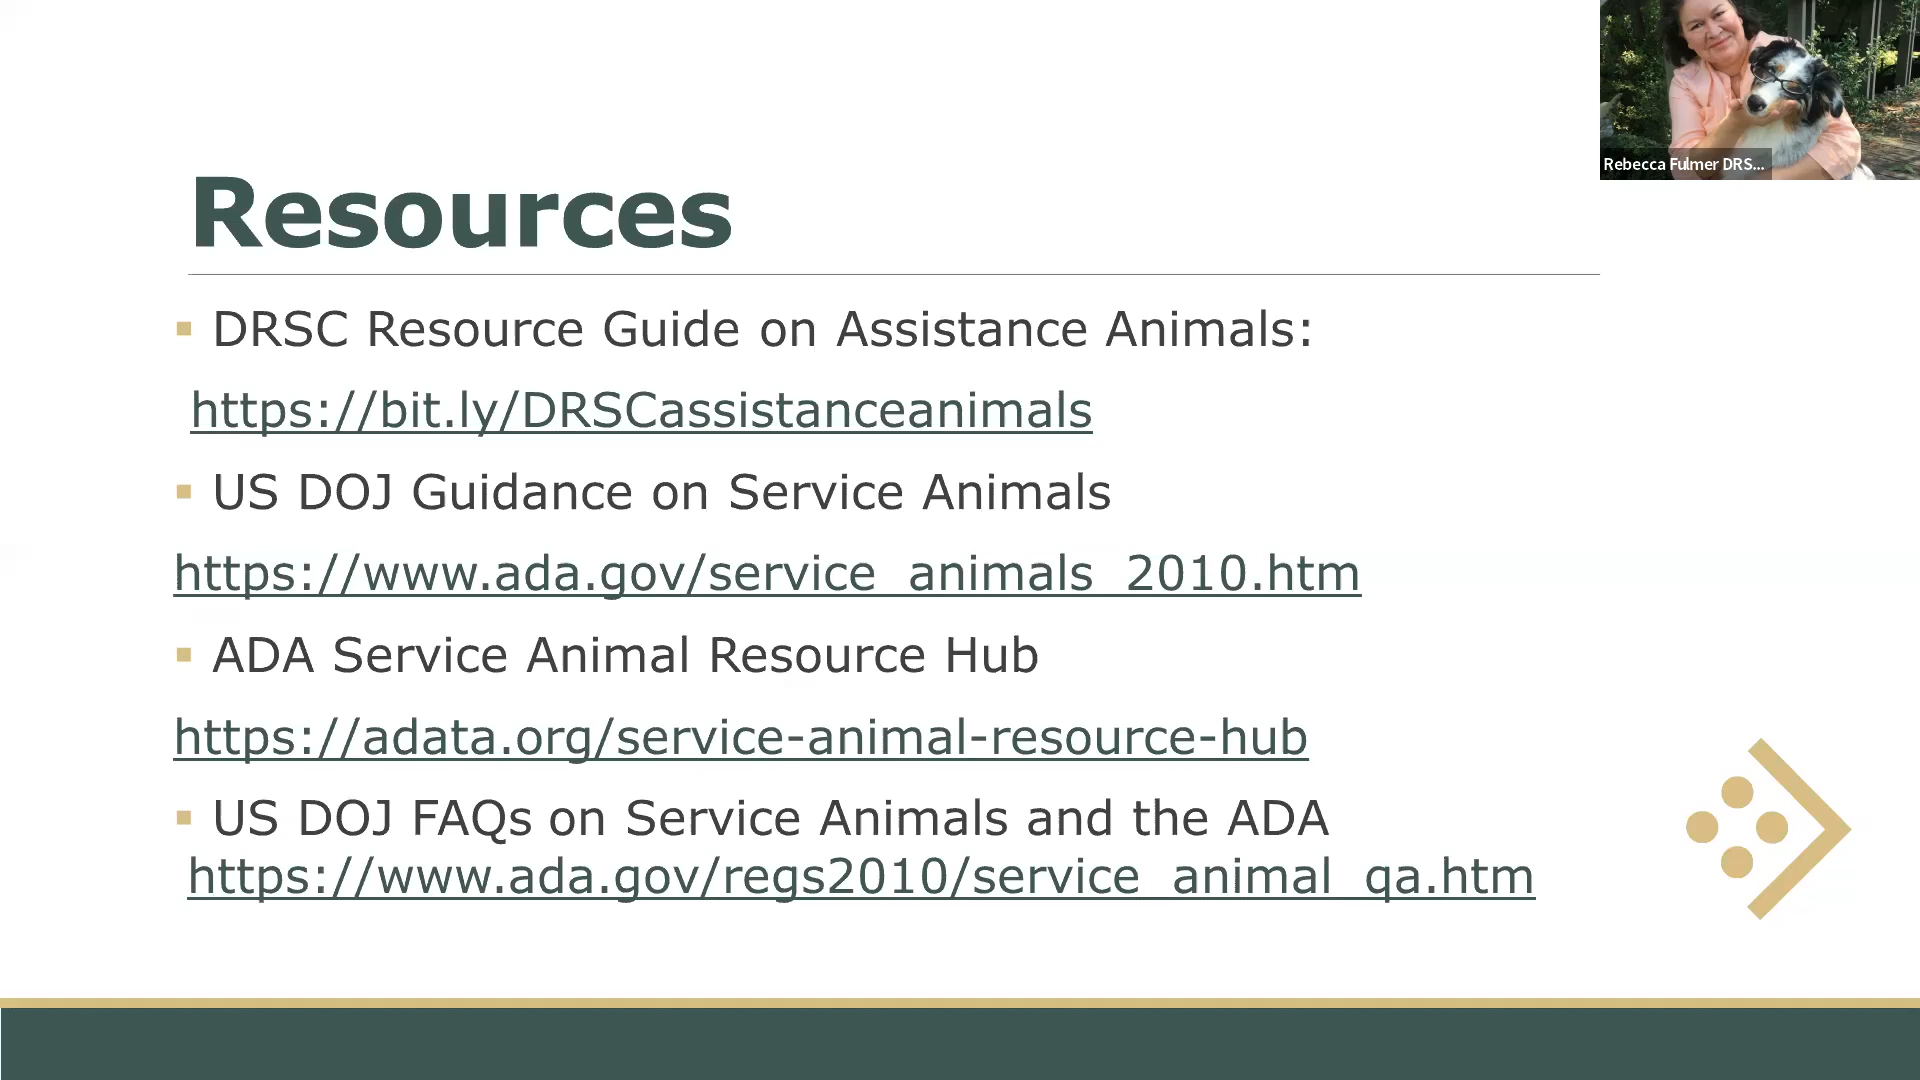 Rebecca Fulmer DRS...
Resources
DRSC Resource Guide on Assistance Animals:
https://bit.ly/DRSCassistanceanimals
US DOJ Guidance on Service Animals
https://www.ada.gov/service_animals_2010.htm
ADA Service Animal Resource Hub
https://adata.org/service-animal-resource-hub
US DOJ FAQs on Service Animals and the ADA
https://www.ada.gov/regs2010/service_animal_qa.htm